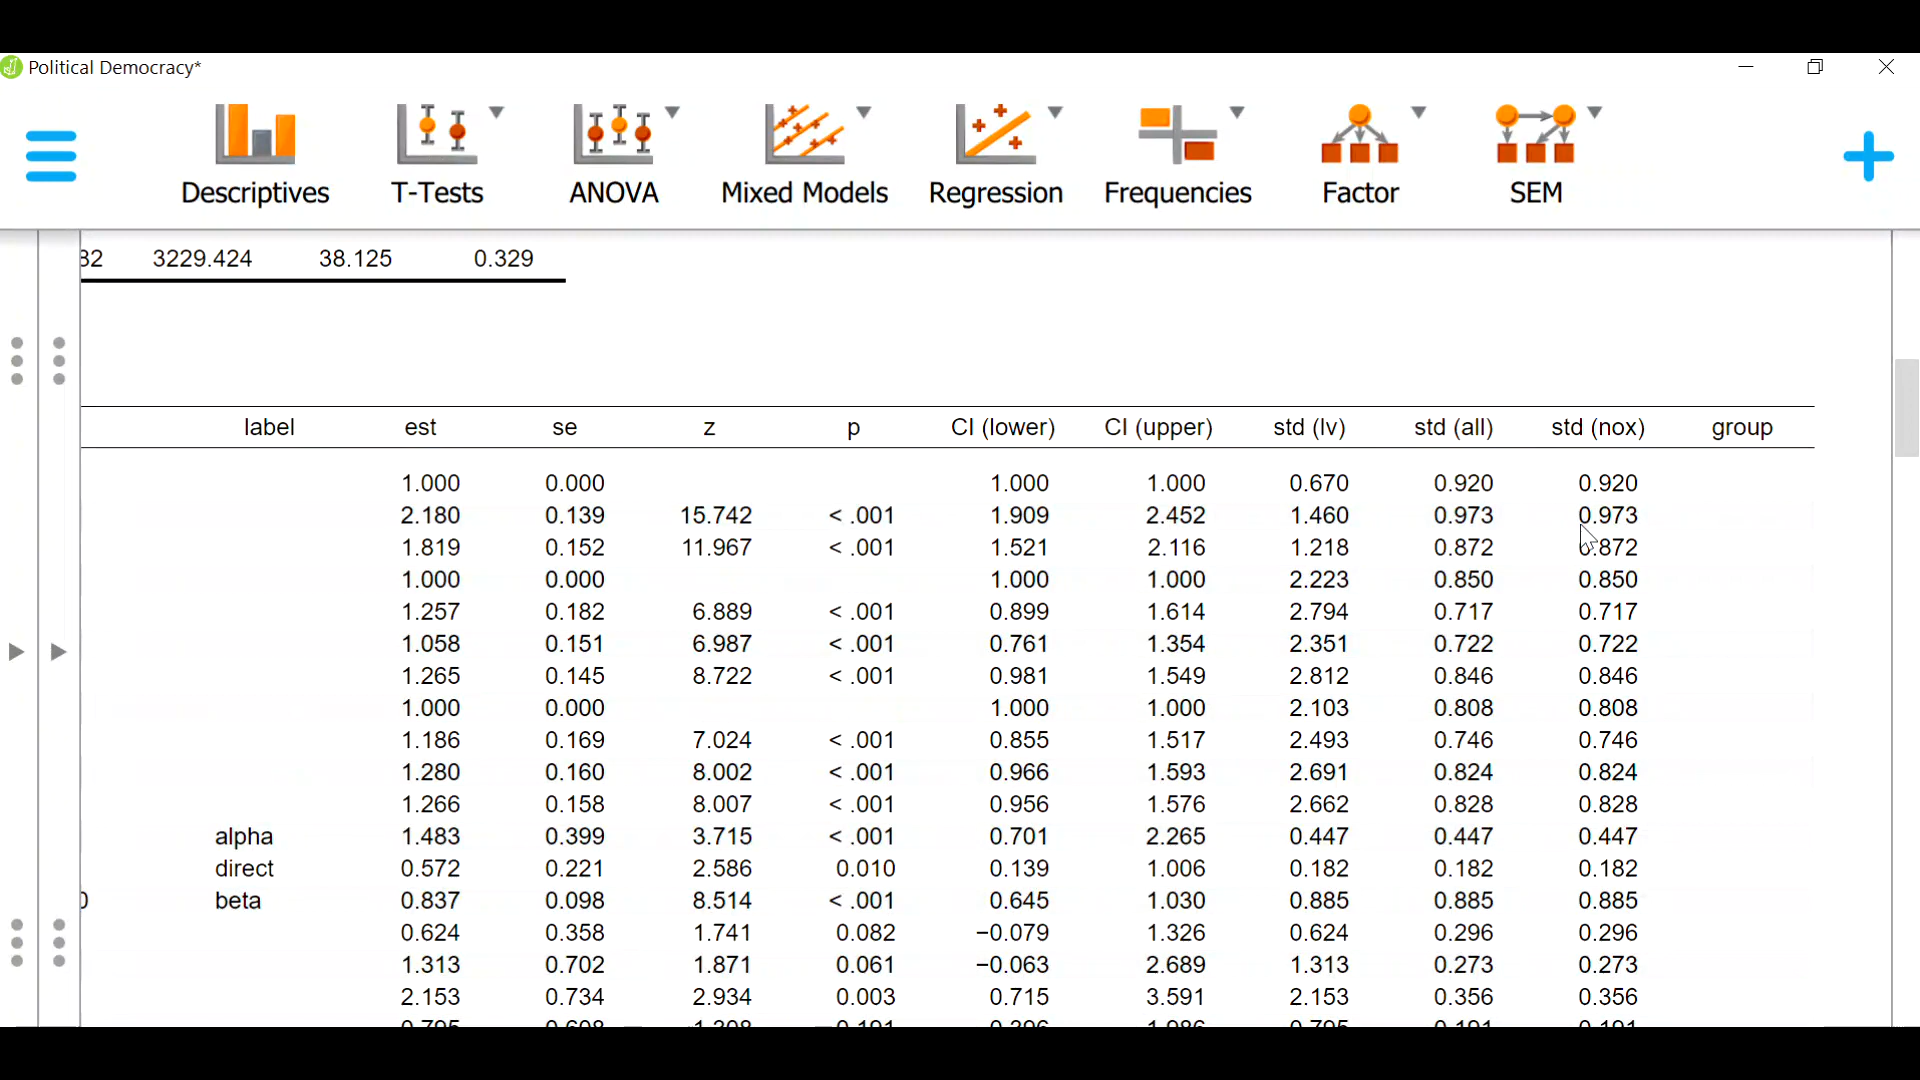 Political Democracy*
Descriptives T-Tests ANOVA Mixed Models Regression Frequencies Factor SEM
3229.424 38.125 0.329
label est se z p CI (lower) CI (upper) std (lv) std (all) std (nox) group
1.000 0.000 1.000 1.000 0.670 0.920 0.920
2.180 0.139 15.742 < .001 1.909 2.452 1.460 0.973 0.973
1.819 0.152 11.967 < .001 1.521 2.116 1.218 0.872 0.872
1.000 0.000 1.000 1.000 2.223 0.850 0.850
1.257 0.182 6.889 < .001 0.899 1.614 2.794 0.717 0.717
1.058 0.151 6.987 < .001 0.761 1.354 2.351 0.722 0.722
1.265 0.145 8.722 < .001 0.981 1.549 2.812 0.846 0.846
1.000 0.000 1.000 1.000 2.103 0.808 0.808
1.186 0.169 7.024 < .001 0.855 1.517 2.493 0.746 0.746
1.280 0.160 8.002 < .001 0.966 1.593 2.691 0.824 0.824
1.266 0.158 8.007 < .001 0.956 1.576 2.662 0.828 0.828
alpha 1.483 0.399 3.715 < .001 0.701 2.265 0.447 0.447 0.447
direct 0.572 0.221 2.586 0.010 0.139 1.006 0.182 0.182 0.182
beta 0.837 0.098 8.514 < .001 0.645 1.030 0.885 0.885 0.885
0.624 0.358 1.741 0.082 −0.079 1.326 0.624 0.296 0.296
1.313 0.702 1.871 0.061 −0.063 2.689 1.313 0.273 0.273
2.153 0.734 2.934 0.003 0.715 3.591 2.153 0.356 0.356